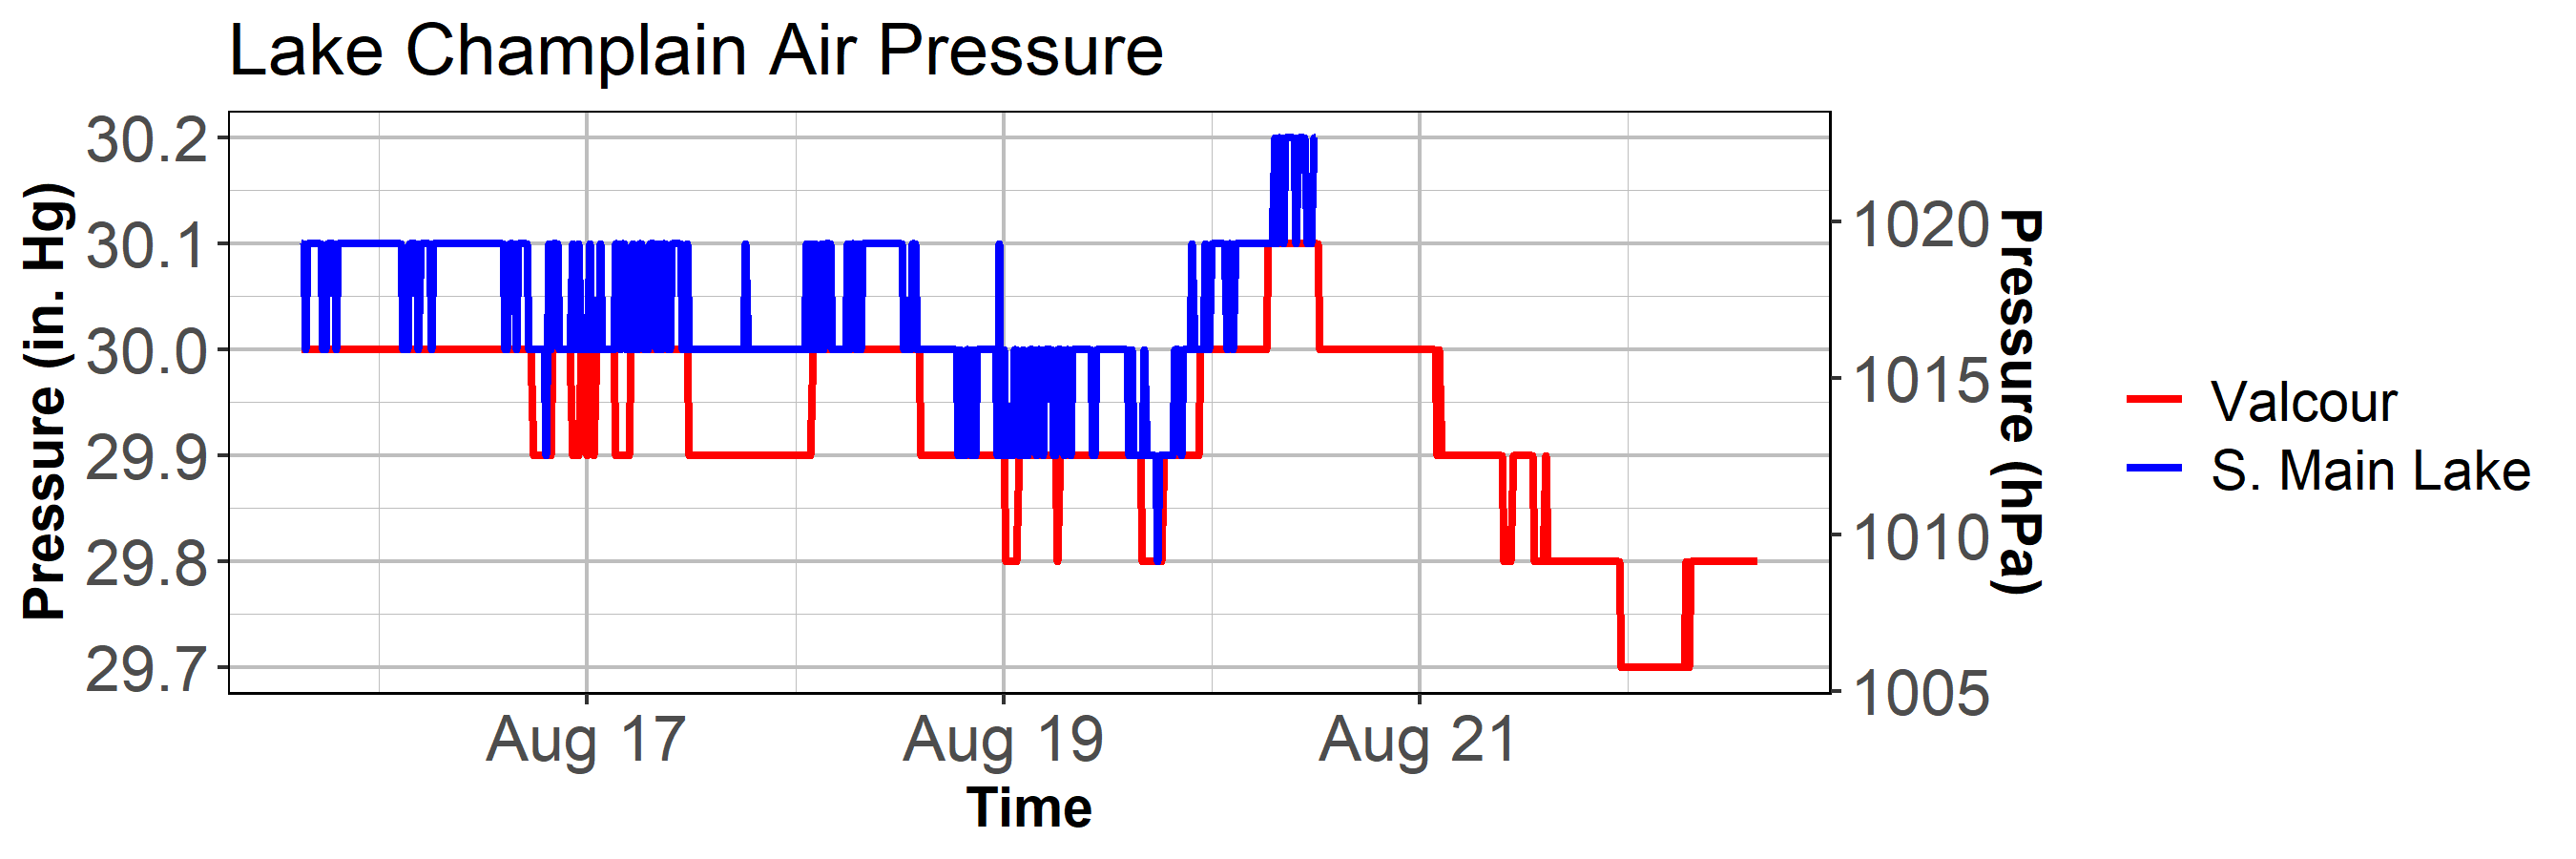 Lake Champlain Air Pressure
30.2
30.1
30.0
29.9
29.8
29.7
Pressure (in. Hg)
1020
1015
1010
1005
Pressure (hPa)
Aug 17
Aug 19
Aug 21
Time
Valcour
S. Main Lake